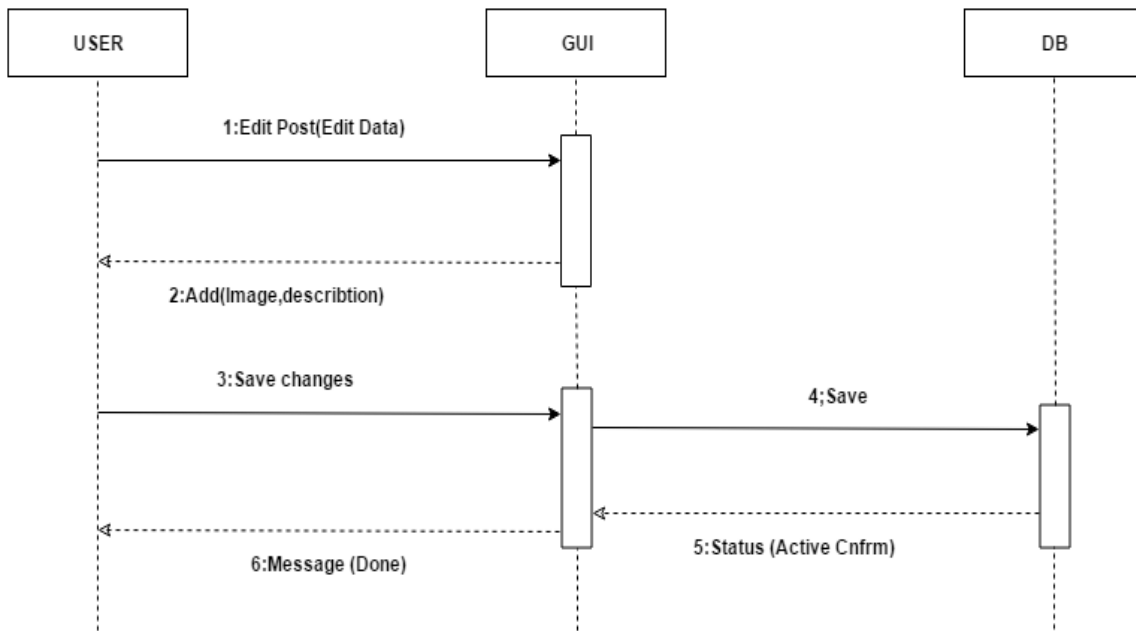 USER
GUI
DB
1:Edit Post(Edit Data)
2:Add(Image,describtion)
3:Save changes
4;Save
5:Status (Active Cnfrm)
6:Message (Done)